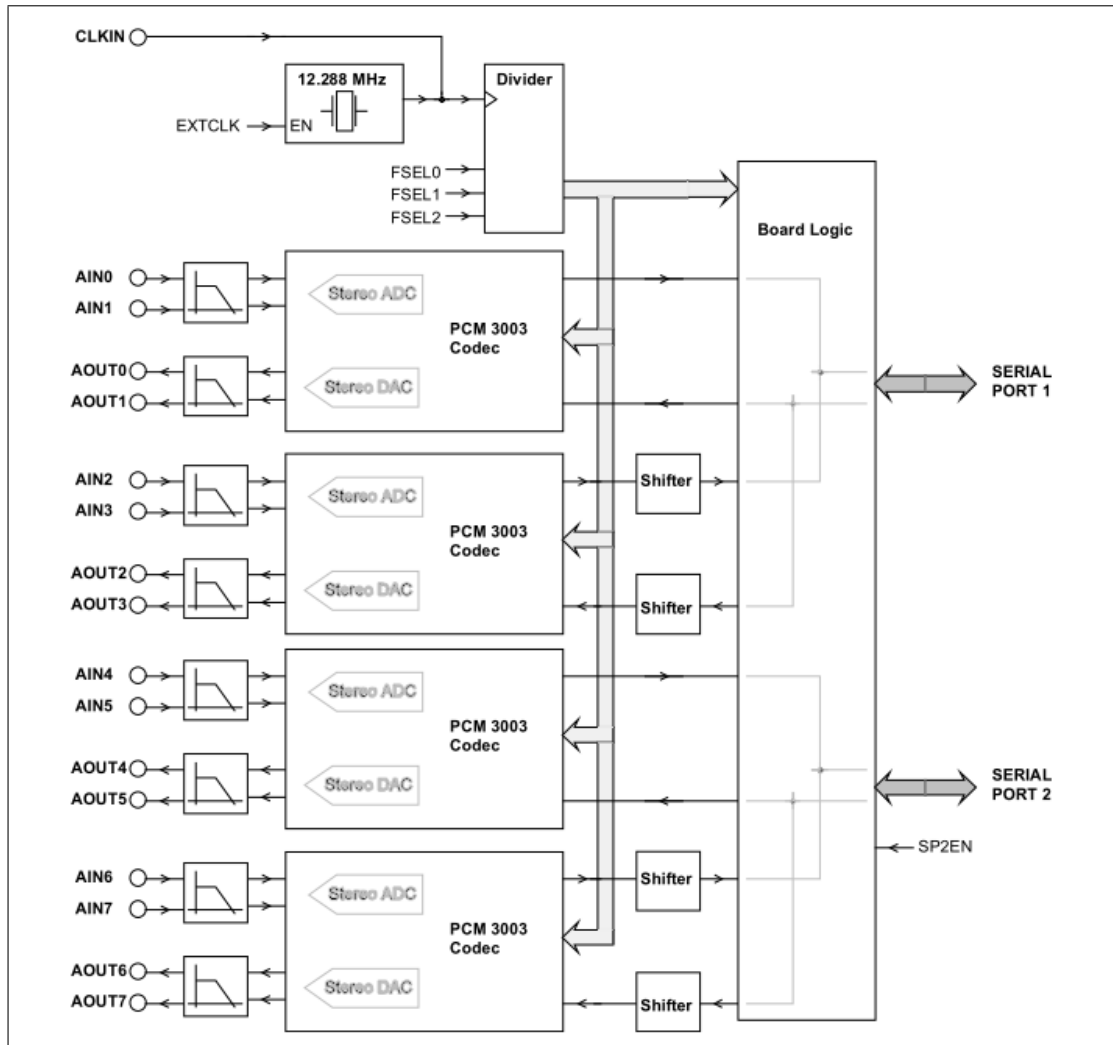 CLKIN
12.288 MHz
Divider
EXTCLK
EN
FSEL0
FSEL1
FSEL2
Board Logic
AIN0
AIN1
Stereo ADC
PCM 3003
Codec
AOUT0
AOUT1
Stereo DAC
SERIAL
PORT 1
AIN2
AIN3
Stereo ADC
Shifter
PCM 3003
Codec
AOUT2
AOUT3
Stereo DAC
Shifter
AIN4
AIN5
Stereo ADC
PCM 3003
Codec
AOUT4
AOUT5
Stereo DAC
SERIAL
PORT 2
SP2EN
AIN6
AIN7
Stereo ADC
Shifter
PCM 3003
Codec
AOUT6
AOUT7
Stereo DAC
Shifter